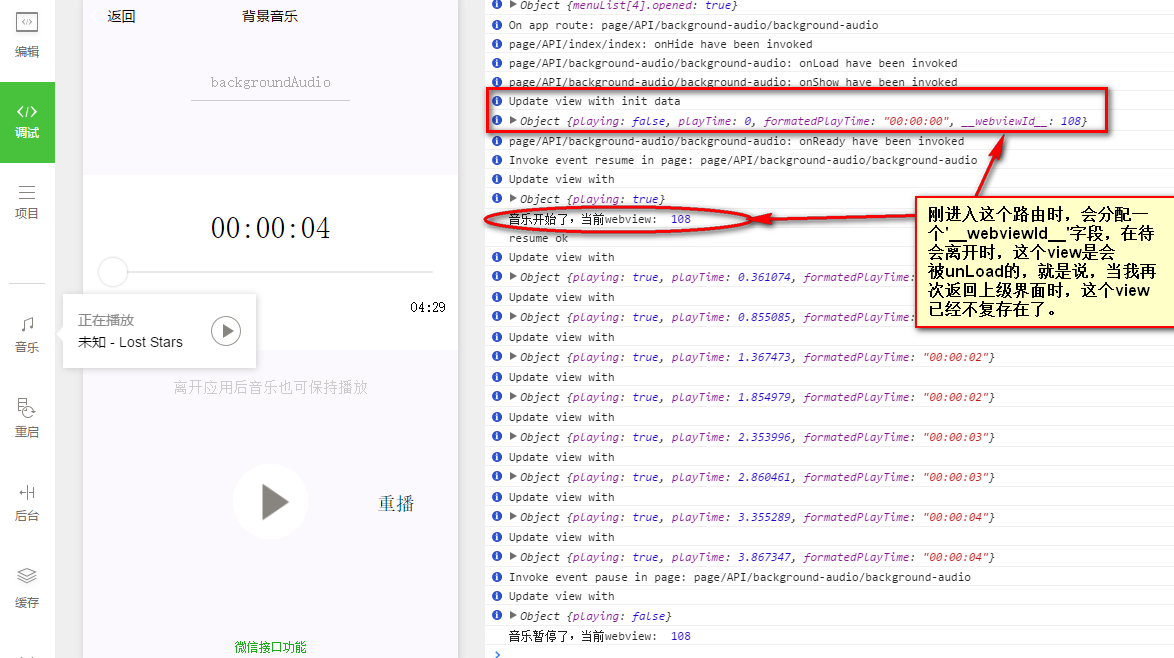 编辑
调试
项目
音乐
重启
后台
缓存
返回
背景音乐
backgroundAudio
00:00:04
04:29
正在播放
未知 - Lost Stars
离开应用后音乐也可保持播放
重播
微信接口功能
Object {menuList[4].opened: true}
On app route: page/API/background-audio/background-audio
page/API/index/index: onHide have been invoked
page/API/background-audio/background-audio: onLoad have been invoked
page/API/background-audio/background-audio: onShow have been invoked
Update view with init data
Object {playing: false, playTime: 0, formatedPlayTime: "00:00:00", __webviewId__: 108}
page/API/background-audio/background-audio: onReady have been invoked
Invoke event resume in page: page/API/background-audio/background-audio
Update view with
Object {playing: true}
音乐开始了，当前webview: 108
resume ok
Update view with
Object {playing: true, playTime: 0.361074, formatedPlayTime:
Update view with
Object {playing: true, playTime: 0.855085, formatedPlayTime:
Update view with
Object {playing: true, playTime: 1.367473, formatedPlayTime: "00:00:02"}
Update view with
Object {playing: true, playTime: 1.854979, formatedPlayTime: "00:00:02"}
Update view with
Object {playing: true, playTime: 2.353996, formatedPlayTime: "00:00:03"}
Update view with
Object {playing: true, playTime: 2.860461, formatedPlayTime: "00:00:03"}
Update view with
Object {playing: true, playTime: 3.355289, formatedPlayTime: "00:00:04"}
Update view with
Object {playing: true, playTime: 3.867347, formatedPlayTime: "00:00:04"}
Invoke event pause in page: page/API/background-audio/background-audio
Update view with
Object {playing: false}
音乐暂停了，当前webview: 108
刚进入这个路由时，会分配一
个'__webviewId__'字段，在待
会离开时，这个view是会
被unLoad的，就是说，当我再
次返回上级界面时，这个view
已经不复存在了。